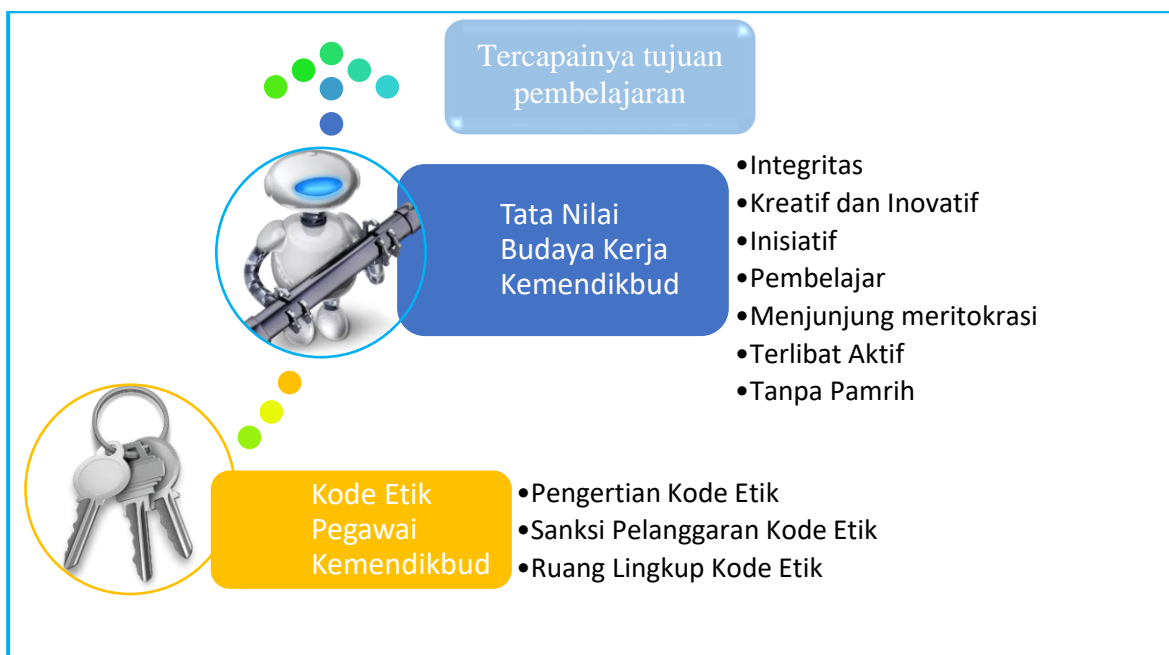 Tercapainya tujuan
pembelajaran
Tata Nilai
Budaya Kerja
Kemendikbud
•Integritas
•Kreatif dan Inovatif
•Inisiatif
•Pembelajar
•Menjunjung meritokrasi
•Terlibat Aktif
•Tanpa Pamrih
Kode Etik
Pegawai
Kemendikbud
•Pengertian Kode Etik
•Sanksi Pelanggaran Kode Etik
•Ruang Lingkup Kode Etik